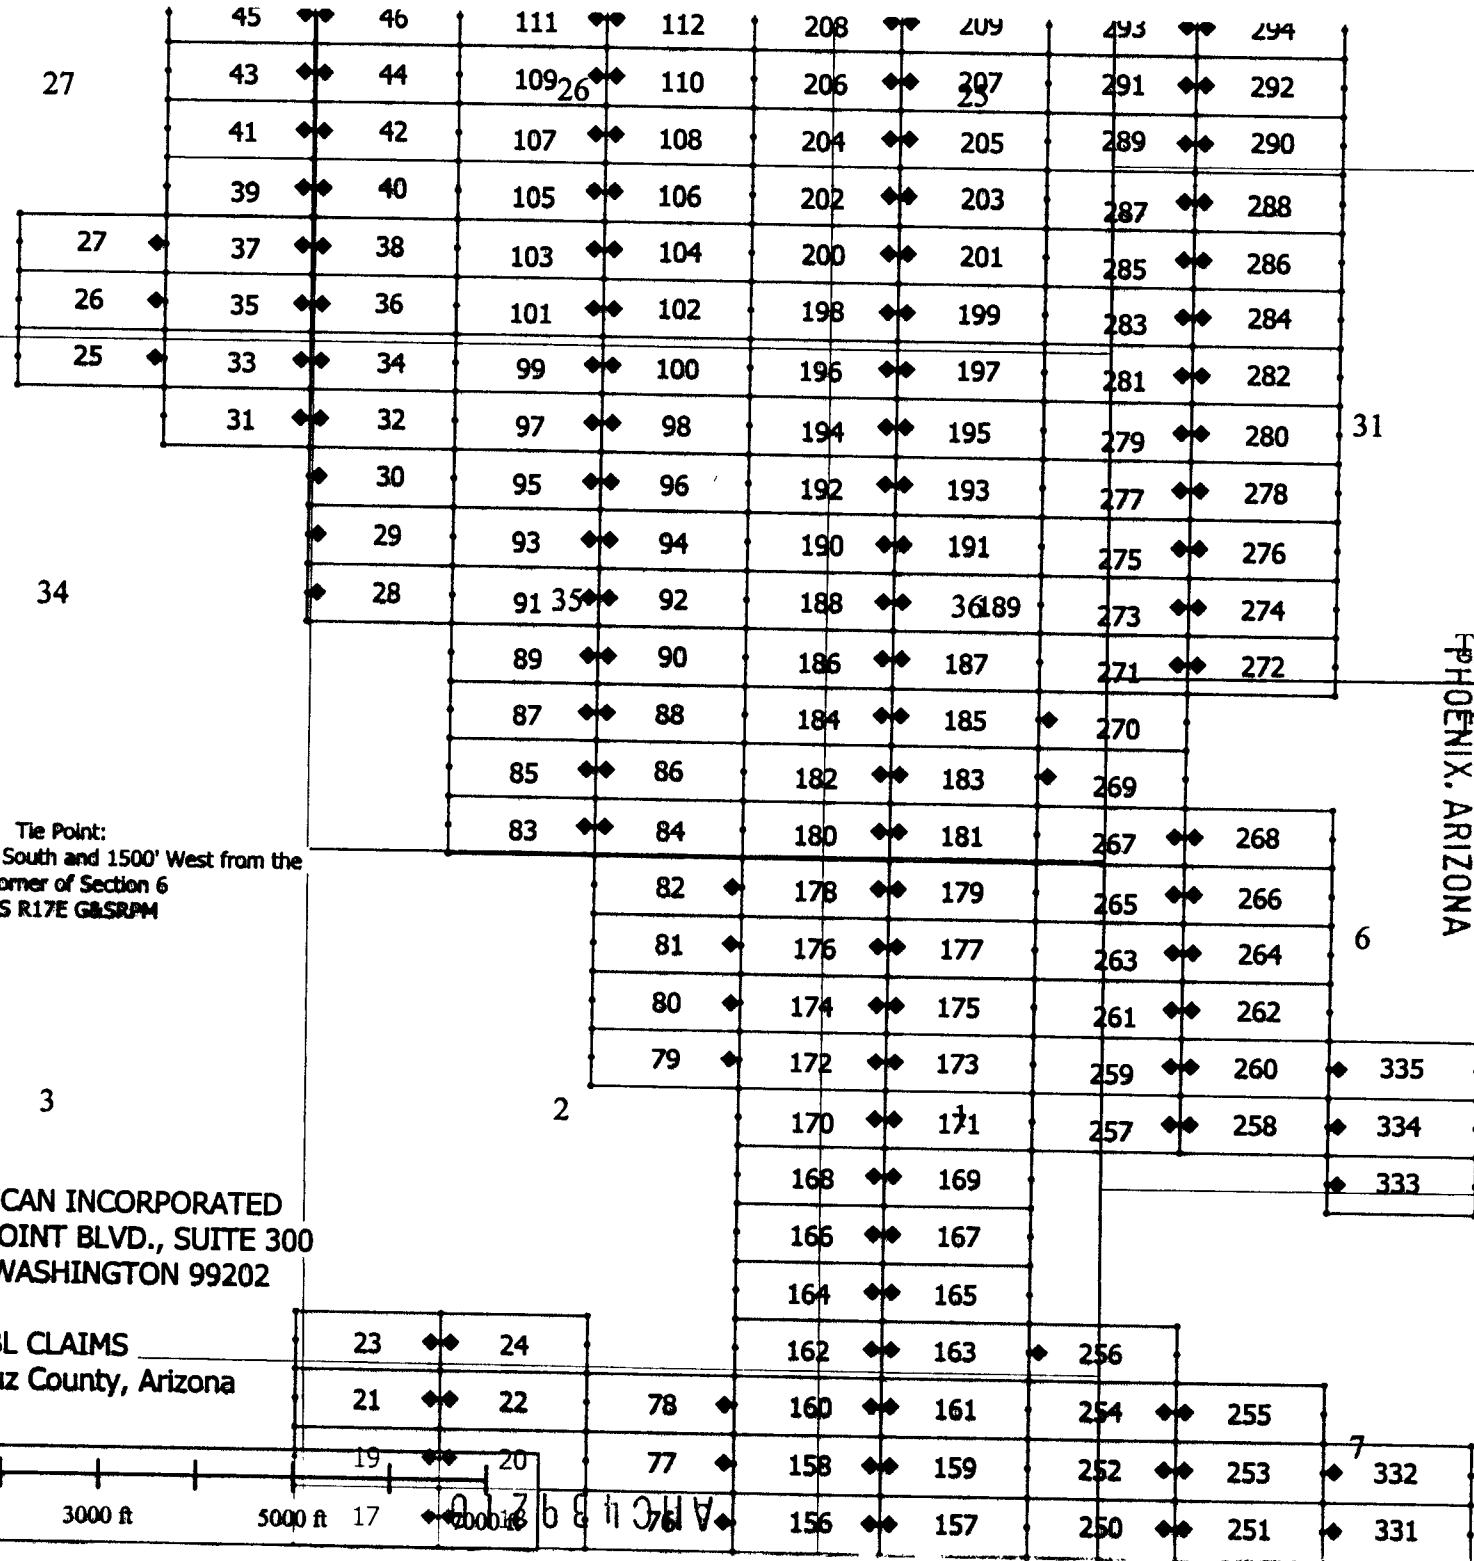 45 46 111 112 208 209 293 294
27 43 44 109 26 110 206 207 25 291 292
41 42 107 108 204 205 289 290
39 40 105 106 202 203 287 288
27 37 38 103 104 200 201 285 286
26 35 36 101 102 198 199 283 284
25 33 34 99 100 196 197 281 282
31 32 97 98 194 195 279 280 31
30 95 96 192 193 277 278
29 93 94 190 191 275 276
34 28 91 35 92 188 36 189 273 274
89 90 186 187 271 272
87 88 184 185 270
85 86 182 183 269
83 84 180 181 267 268
PHOENIX, ARIZONA
Tie Point:
South and 1500' West from the
orner of Section 6
S R17E G&SRPM
82 178 179 265 266
81 176 177 263 264 6
80 174 175 261 262
79 172 173 259 260 335
3 2 170 171 1 257 258 334
168 169 333
CAN INCORPORATED
OINT BLVD., SUITE 300
WASHINGTON 99202
166 167
164 165
BL CLAIMS
uz County, Arizona
23 24 162 163 256
21 22 78 160 161 254 255
19 20 77 158 159 252 253 7 332
17 18 76 156 157 250 251 331
3000 ft 5000 ft 7000 ft